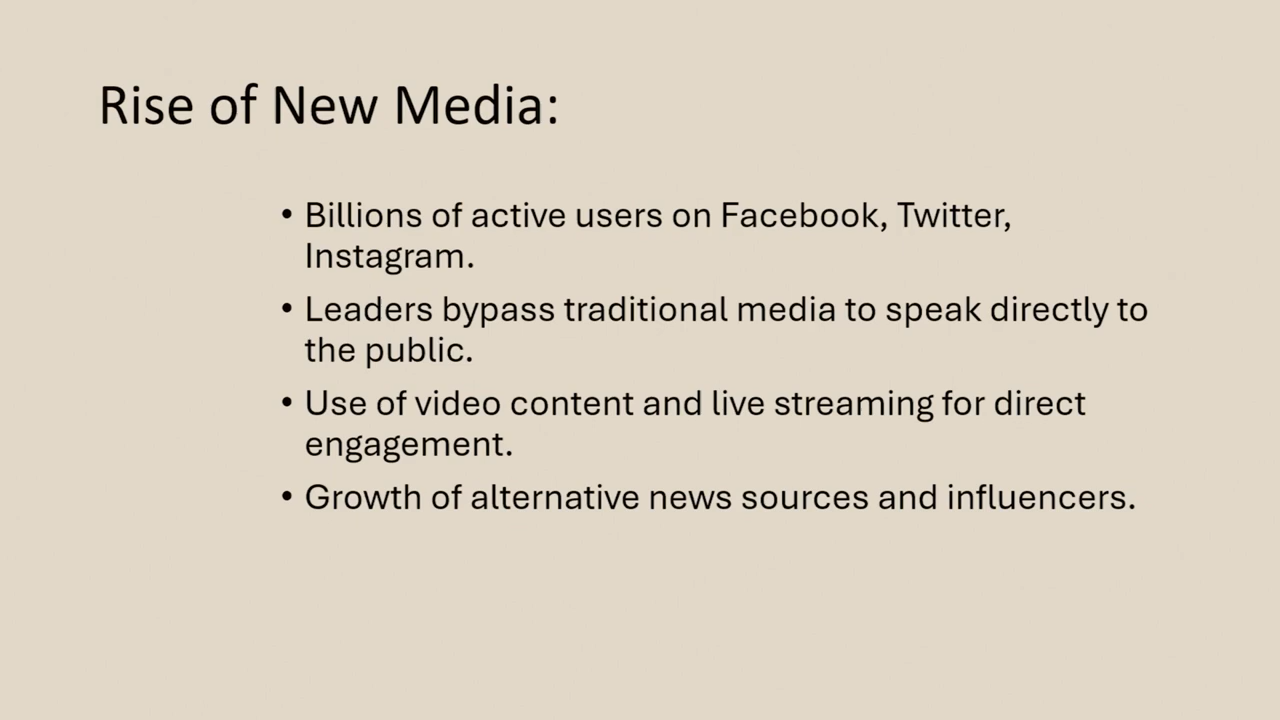 Rise of New Media:
• Billions of active users on Facebook, Twitter,
Instagram.
• Leaders bypass traditional media to speak directly to
the public.
• Use of video content and live streaming for direct
engagement.
• Growth of alternative news sources and influencers.